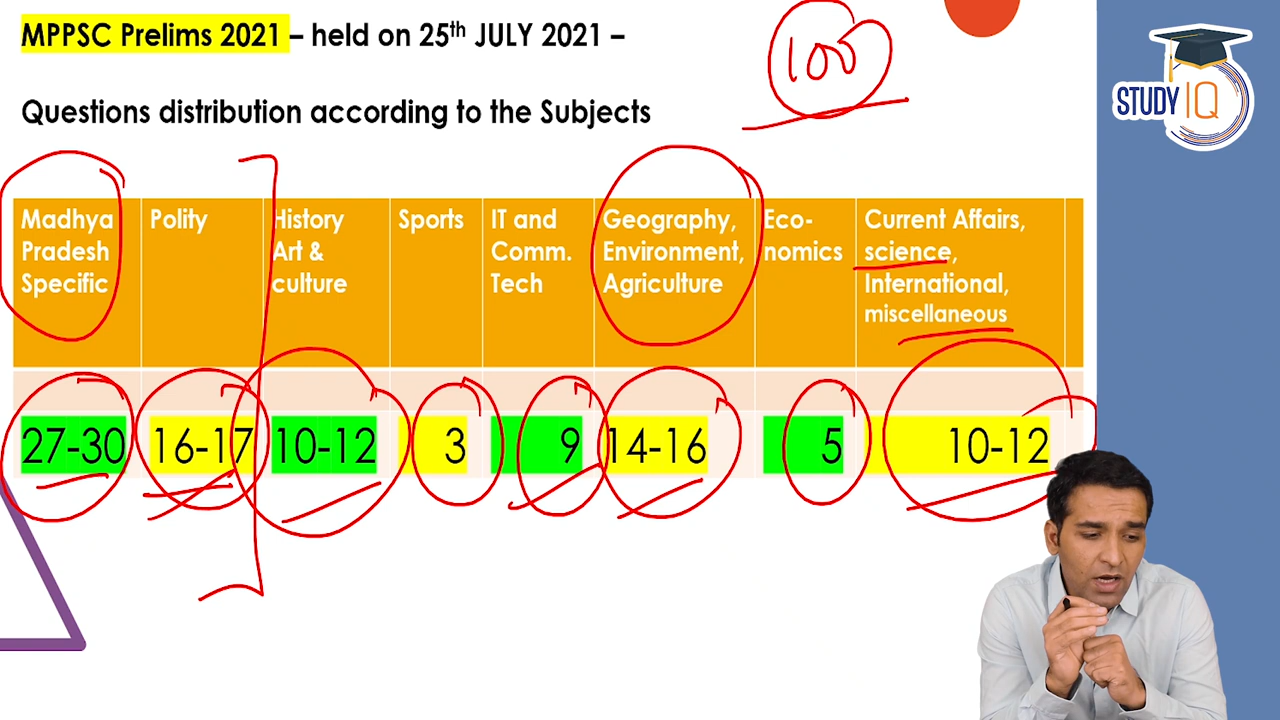 MPPSC Prelims 2021 – held on 25th JULY 2021 –
100
STUDY IQ
Questions distribution according to the Subjects
Madhya Pradesh Specific
Polity
History Art & culture
Sports
IT and Comm. Tech
Geography, Environment, Agriculture
Eco-nomics
Current Affairs, science, International, miscellaneous
27-30
16-17
10-12
3
9
14-16
5
10-12